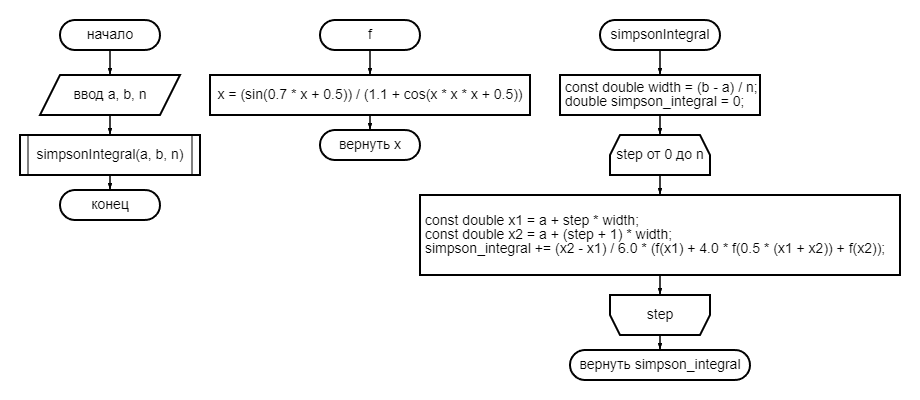 начало
ввод a, b, n
simpsonIntegral(a, b, n)
конец
f
x = (sin(0.7 * x + 0.5)) / (1.1 + cos(x * x * x + 0.5))
вернуть x
simpsonIntegral
const double width = (b - a) / n;
double simpson_integral = 0;
step от 0 до n
const double x1 = a + step * width;
const double x2 = a + (step + 1) * width;
simpson_integral += (x2 - x1) / 6.0 * (f(x1) + 4.0 * f(0.5 * (x1 + x2)) + f(x2));
step
вернуть simpson_integral